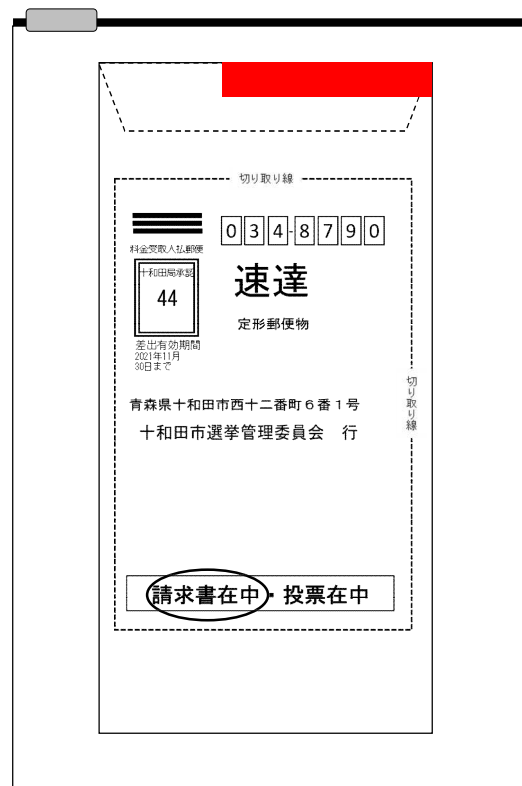 切り取り線
034-8790
料金受取人払郵便
十和田局承認
44
差出有効期間
2021年11月
30日まで
速達
定形郵便物
切り取り線
青森県十和田市西十二番町6番1号
十和田市選挙管理委員会　行
請求書在中・投票在中